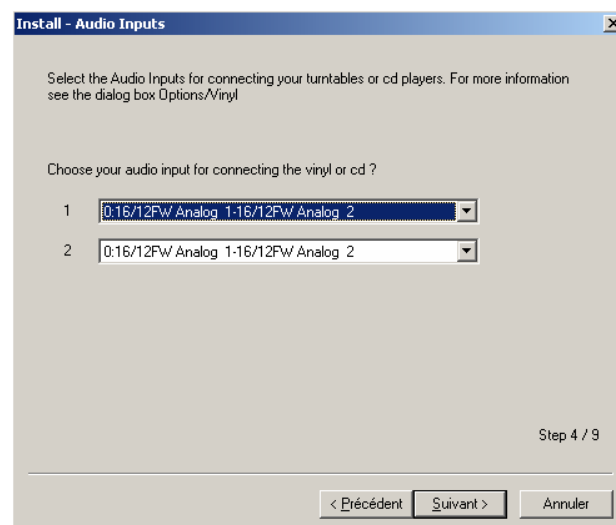 Install - Audio Inputs
Select the Audio Inputs for connecting your turntables or cd players. For more information
see the dialog box Options/Vinyl
Choose your audio input for connecting the vinyl or cd ?
1 0:16/12FW Analog 1-16/12FW Analog 2
2 0:16/12FW Analog 1-16/12FW Analog 2
Step 4 / 9
< Précédent Suivant > Annuler